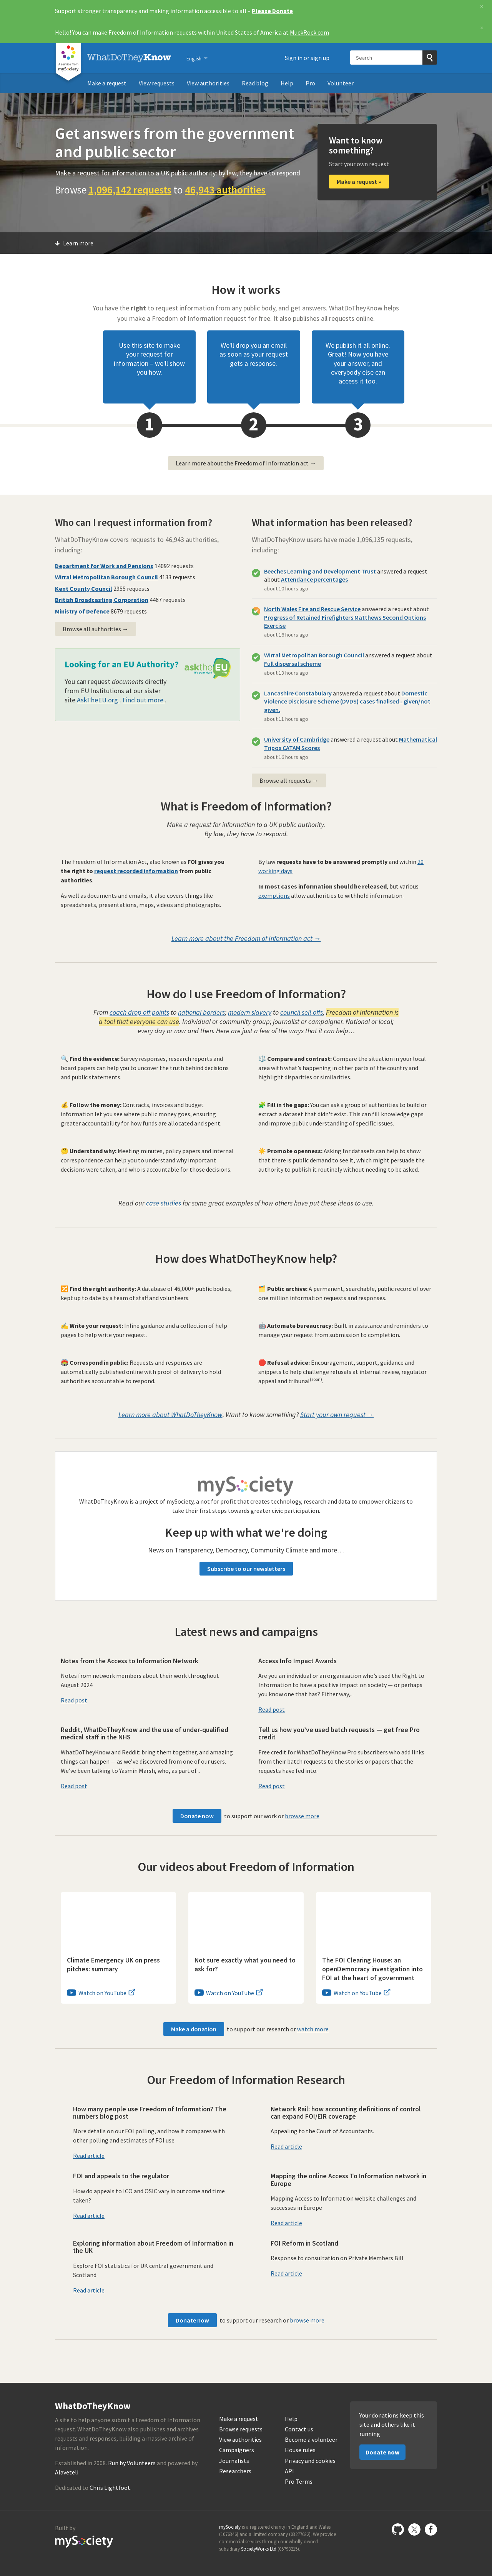 Support stronger transparency and making information accessible to all – Please Donate
×
Hello! You can make Freedom of Information requests within United States of America at MuckRock.com
×
mySociety
WhatDoTheyKnow
English
Sign in or sign up
Search
Make a request
View requests
View authorities
Read blog
Help
Pro
Volunteer
Get answers from the government
and public sector
Make a request for information to a UK public authority. by law, they have to respond
Browse 1,096,142 requests to 46,943 authorities
Want to know
something?
Start your own request
Make a request »
Learn more
How it works
You have the right to request information from any public body, and get answers. WhatDoTheyKnow helps
you make a Freedom of Information request for free. It also publishes all requests online.
Use this site to make
your request for
information – we'll show
you how.
We'll drop you an email
as soon as your request
gets a response.
We publish it all online.
Great! Now you have
your answer, and
everybody else can
access it too.
1
2
3
Learn more about the Freedom of Information act →
Who can I request information from?
WhatDoTheyKnow covers requests to 46,943 authorities,
including:
Department for Work and Pensions 14092 requests
Wirral Metropolitan Borough Council 4133 requests
Kent County Council 2955 requests
British Broadcasting Corporation 4467 requests
Ministry of Defence 8679 requests
Browse all authorities →
Looking for an EU Authority?
asktheEU
You can request documents directly
from EU Institutions at our sister
site AskTheEU.org . Find out more .
What information has been released?
WhatDoTheyKnow users have made 1,096,135 requests,
including:
Beeches Learning and Development Trust answered a request
about Attendance percentages
about 10 hours ago
North Wales Fire and Rescue Service answered a request about
Progress of Retained Firefighters Matthews Second Options
Exercise
about 16 hours ago
Wirral Metropolitan Borough Council answered a request about
Full dispersal scheme
about 13 hours ago
Lancashire Constabulary answered a request about Domestic
Violence Disclosure Scheme (DVDS) cases finalised - given/not
given.
about 11 hours ago
University of Cambridge answered a request about Mathematical
Tripos CATAM Scores
about 16 hours ago
Browse all requests →
What is Freedom of Information?
Make a request for information to a UK public authority.
By law, they have to respond.
The Freedom of Information Act, also known as FOI gives you
the right to request recorded information from public
authorities.
As well as documents and emails, it also covers things like
spreadsheets, presentations, maps, videos and photographs.
By law requests have to be answered promptly and within 20
working days.
In most cases information should be released, but various
exemptions allow authorities to withhold information.
Learn more about the Freedom of Information act →
How do I use Freedom of Information?
From coach drop off points to national borders; modern slavery to council sell-offs, Freedom of Information is
a tool that everyone can use. Individual or community group; journalist or campaigner. National or local;
every day or now and then. Here are just a few of the ways that it can help…
🔍 Find the evidence: Survey responses, research reports and
board papers can help you to uncover the truth behind decisions
and public statements.
⚖️ Compare and contrast: Compare the situation in your local
area with what's happening in other parts of the country and
highlight disparities or similarities.
💰 Follow the money: Contracts, invoices and budget
information let you see where public money goes, ensuring
greater accountability for how funds are allocated and spent.
🧩 Fill in the gaps: You can ask a group of authorities to build or
extract a dataset that didn't exist. This can fill knowledge gaps
and improve public understanding of specific issues.
🤔 Understand why: Meeting minutes, policy papers and internal
correspondence can help you to understand why important
decisions were taken, and who is accountable for these decisions.
☀️ Promote openness: Asking for datasets can help to show
that there is public demand to see it, which might persuade the
authority to publish it routinely without needing to be asked.
Read our case studies for some great examples of how others have put these ideas to use.
How does WhatDoTheyKnow help?
🔀 Find the right authority: A database of 46,000+ public bodies,
kept up to date by a team of staff and volunteers.
🗂️ Public archive: A permanent, searchable, public record of over
one million information requests and responses.
✍️ Write your request: Inline guidance and a collection of help
pages to help write your request.
🤖 Automate bureaucracy: Built in assistance and reminders to
manage your request from submission to completion.
Correspond in public: Requests and responses are
automatically published online with proof of delivery to hold
authorities accountable to respond.
🛑 Refusal advice: Encouragement, support, guidance and
snippets to help challenge refusals at internal review, regulator
appeal and tribunal(soon).
Learn more about WhatDoTheyKnow. Want to know something? Start your own request →
mySociety
WhatDoTheyKnow is a project of mySociety, a not for profit that creates technology, research and data to empower citizens to
take their first steps towards greater civic participation.
Keep up with what we're doing
News on Transparency, Democracy, Community Climate and more…
Subscribe to our newsletters
Latest news and campaigns
Notes from the Access to Information Network
Notes from network members about their work throughout
August 2024
Read post
Access Info Impact Awards
Are you an individual or an organisation who's used the Right to
Information to have a positive impact on society — or perhaps
you know one that has? Either way,...
Read post
Reddit, WhatDoTheyKnow and the use of under-qualified
medical staff in the NHS
WhatDoTheyKnow and Reddit: bring them together, and amazing
things can happen — as we've discovered from one of our users.
We've been talking to Yasmin Marsh, who, as part of...
Read post
Tell us how you've used batch requests — get free Pro
credit
Free credit for WhatDoTheyKnow Pro subscribers who add links
from their batch requests to the stories or papers that the
requests have fed into.
Read post
Donate now to support our work or browse more
Our videos about Freedom of Information
Climate Emergency UK on press
pitches: summary
Watch on YouTube
Not sure exactly what you need to
ask for?
Watch on YouTube
The FOI Clearing House: an
openDemocracy investigation into
FOI at the heart of government
Watch on YouTube
Make a donation to support our research or watch more
Our Freedom of Information Research
How many people use Freedom of Information? The
numbers blog post
More details on our FOI polling, and how it compares with
other polling and estimates of FOI use.
Read article
Network Rail: how accounting definitions of control
can expand FOI/EIR coverage
Appealing to the Court of Accountants.
Read article
FOI and appeals to the regulator
How do appeals to ICO and OSIC vary in outcome and time
taken?
Read article
Mapping the online Access To Information network in
Europe
Mapping Access to Information website challenges and
successes in Europe
Read article
Exploring information about Freedom of Information in
the UK
Explore FOI statistics for UK central government and
Scotland.
Read article
FOI Reform in Scotland
Response to consultation on Private Members Bill
Read article
Donate now to support our research or browse more
WhatDoTheyKnow
A site to help anyone submit a Freedom of Information
request. WhatDoTheyKnow also publishes and archives
requests and responses, building a massive archive of
information.
Established in 2008. Run by Volunteers and powered by
Alaveteli.
Dedicated to Chris Lightfoot.
Make a request
Browse requests
View authorities
Campaigners
Journalists
Researchers
Help
Contact us
Become a volunteer
House rules
Privacy and cookies
API
Pro Terms
Your donations keep this
site and others like it
running
Donate now
Built by
mySociety
mySociety is a registered charity in England and Wales
(1076346) and a limited company (03277032). We provide
commercial services through our wholly owned
subsidiary SocietyWorks Ltd (05798215).